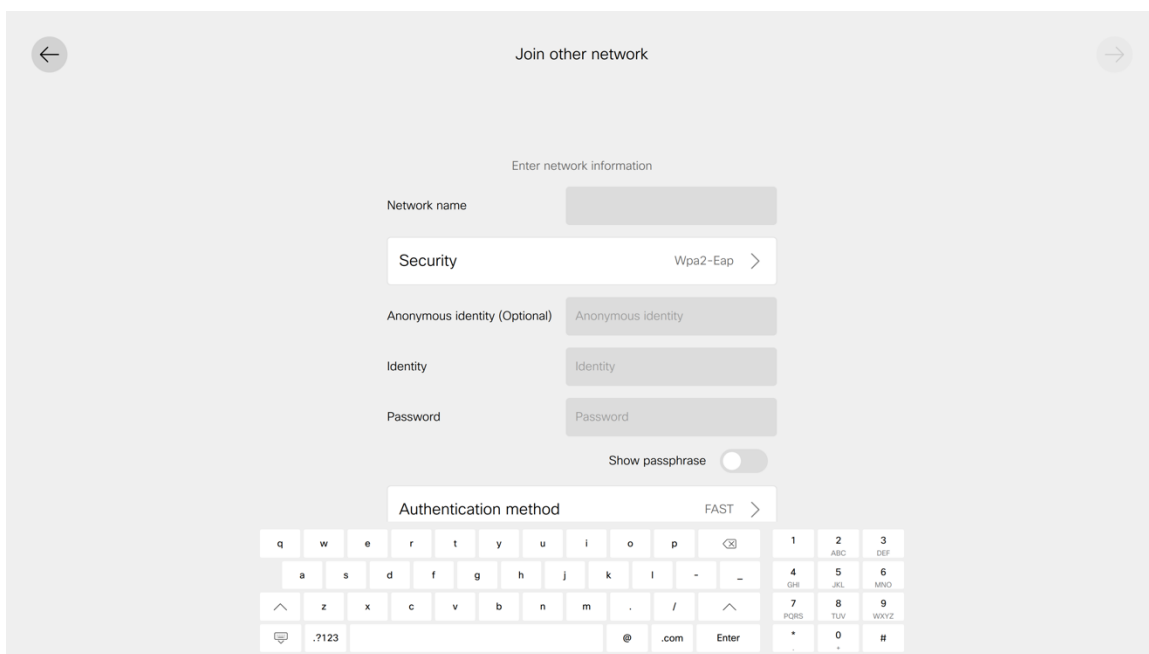 Join other network
Enter network information
Network name
Security Wpa2-Eap
Anonymous identity (Optional) Anonymous identity
Identity Identity
Password Password
Show passphrase
Authentication method FAST
q w e r t y u i o p 1 2 3
ABC DEF
a s d f g h j k l - _ 4 5 6
GHI JKL MNO
z x c v b n m . / 7 8 9
PQRS TUV WXYZ
.?123 @ .com Enter * 0 #
, +